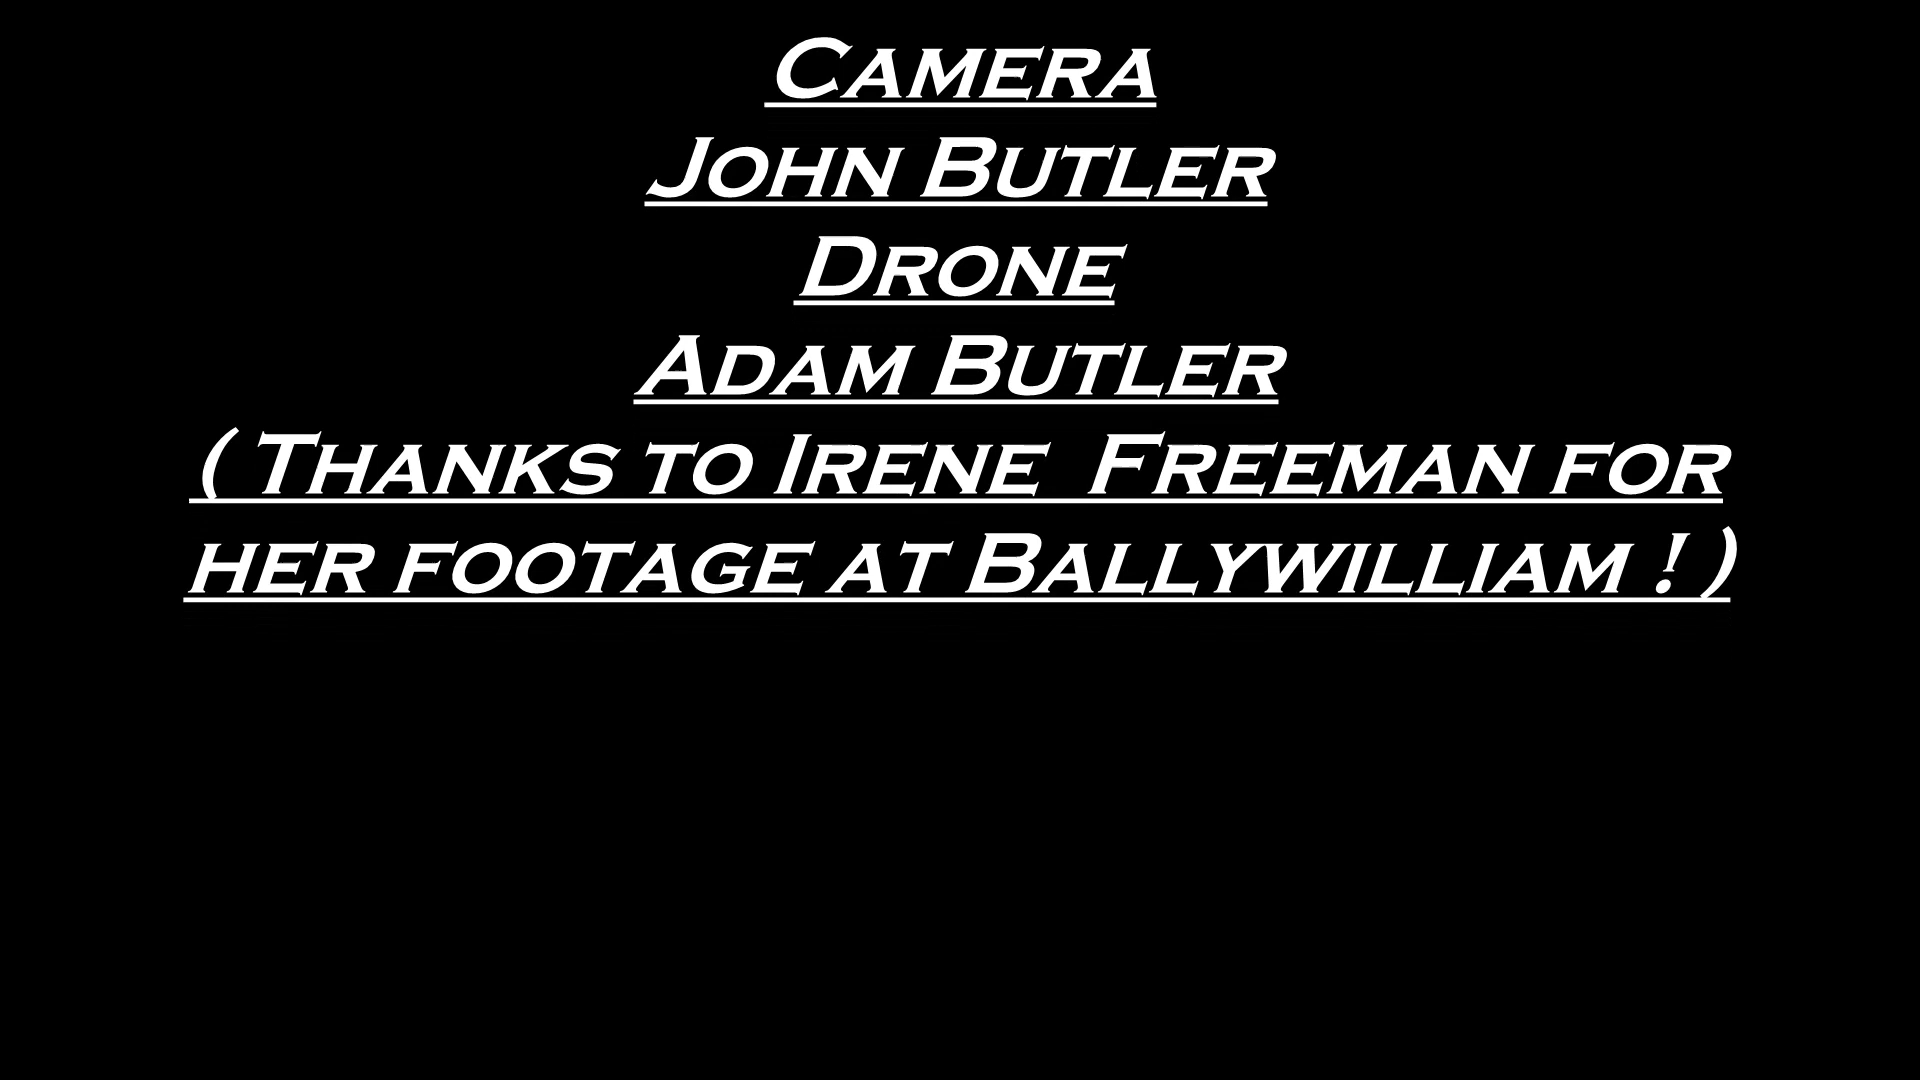 Camera
John Butler
Drone
Adam Butler
( Thanks to Irene  Freeman for
her footage at Ballywilliam ! )